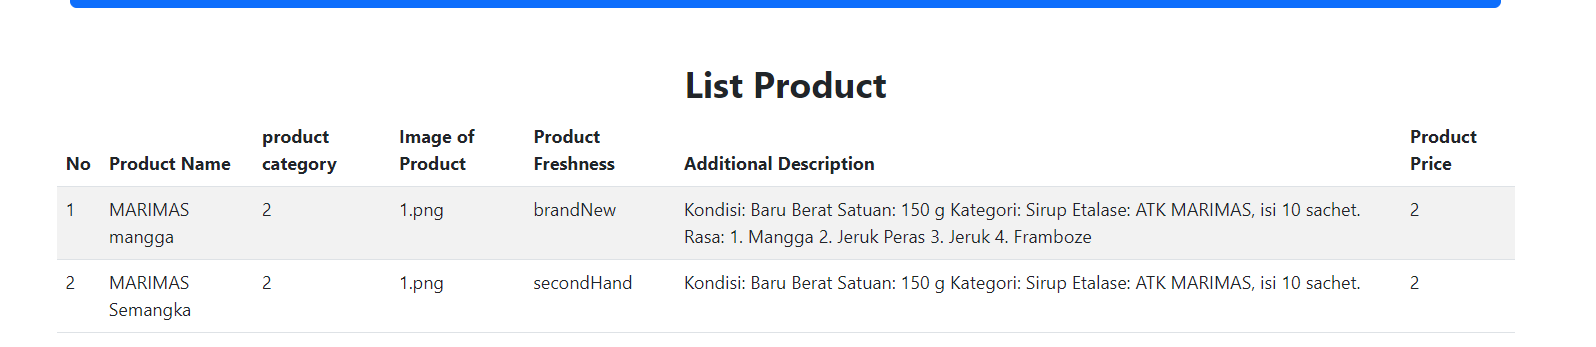 List Product
No Product Name product category Image of Product Product Freshness Additional Description Product Price
1 MARIMAS mangga 2 1.png brandNew Kondisi: Baru Berat Satuan: 150 g Kategori: Sirup Etalase: ATK MARIMAS, isi 10 sachet. Rasa: 1. Mangga 2. Jeruk Peras 3. Jeruk 4. Framboze 2
2 MARIMAS Semangka 2 1.png secondHand Kondisi: Baru Berat Satuan: 150 g Kategori: Sirup Etalase: ATK MARIMAS, isi 10 sachet. 2